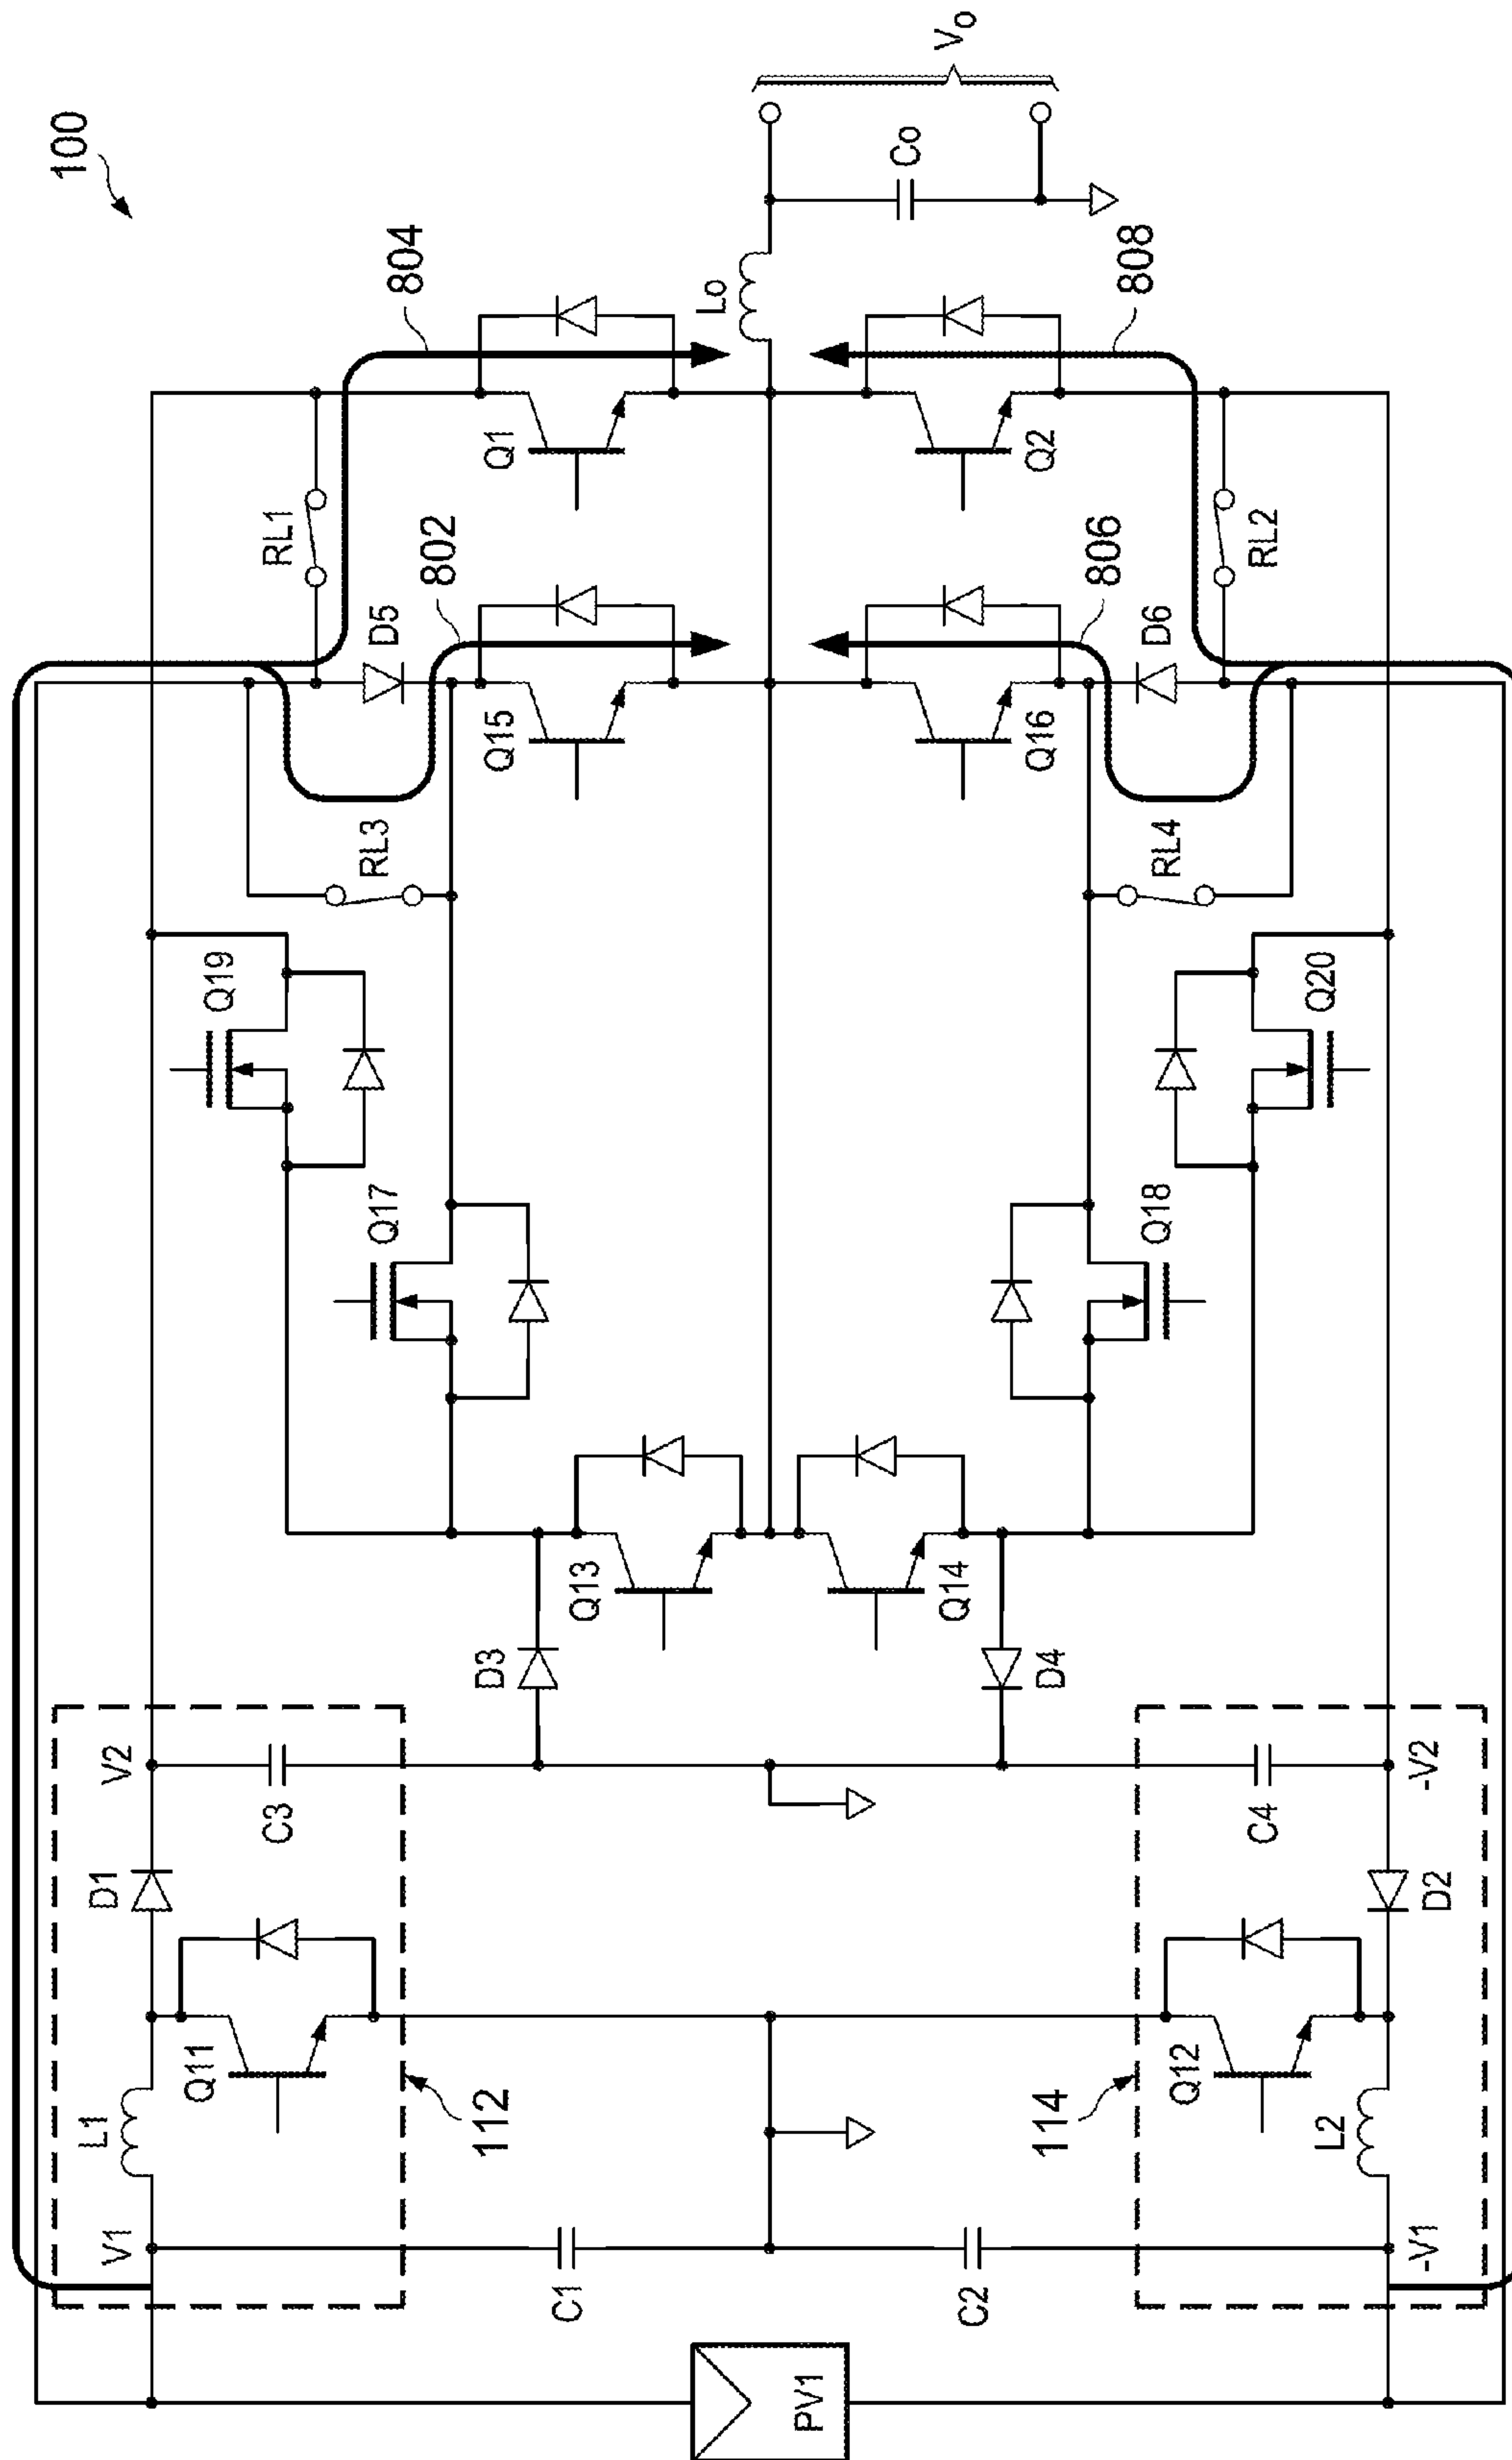 100
804
802
806
808
Vo
Co
Lo
RL1
D5
Q1
Q15
Q2
Q16
D6
RL2
RL3
RL4
Q19
Q17
Q18
Q20
Q13
Q14
D3
D4
V2
C3
C4
-V2
D1
D2
Q11
Q12
L1
112
114
L2
V1
C1
C2
-V1
PV1